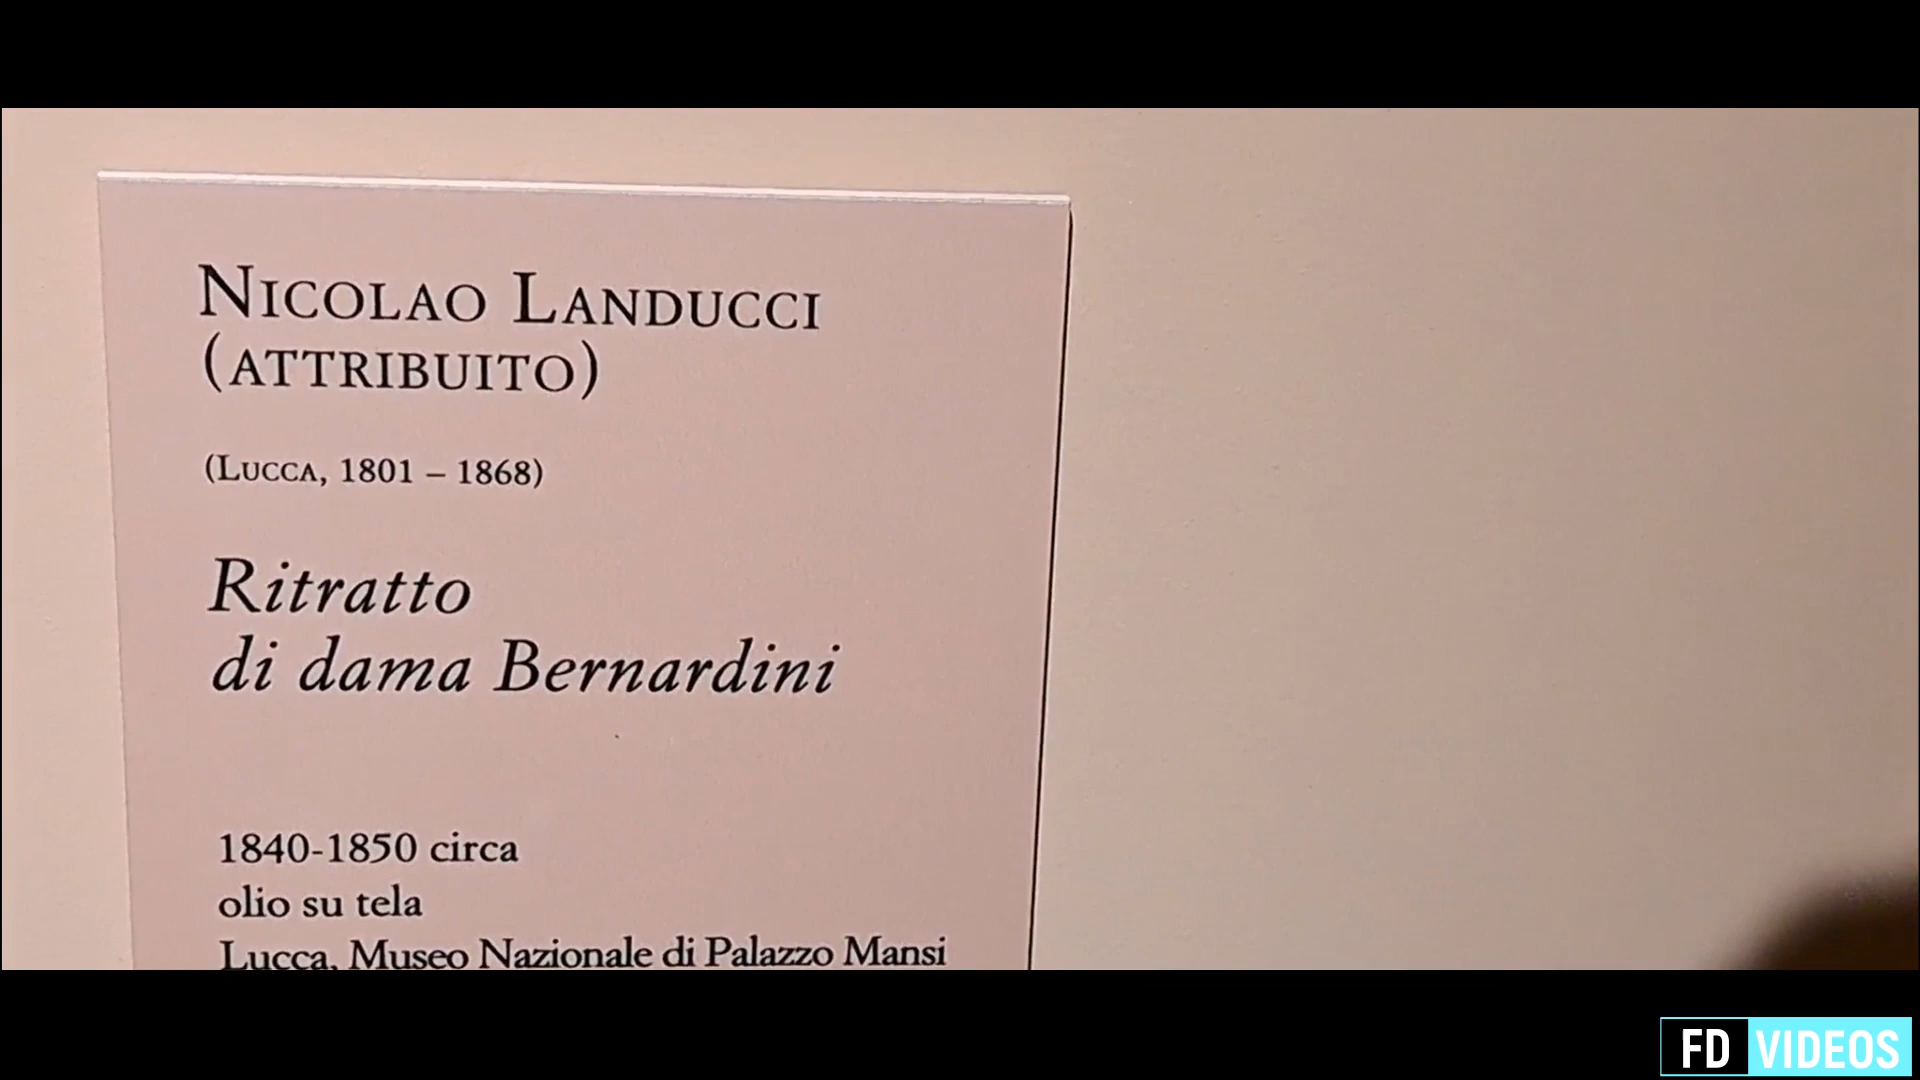 NICOLAO LANDUCCI
(ATTRIBUITO)
(LUCCA, 1801 – 1868)
Ritratto
di dama Bernardini
1840-1850 circa
olio su tela
Lucca, Museo Nazionale di Palazzo Mansi
FD VIDEOS